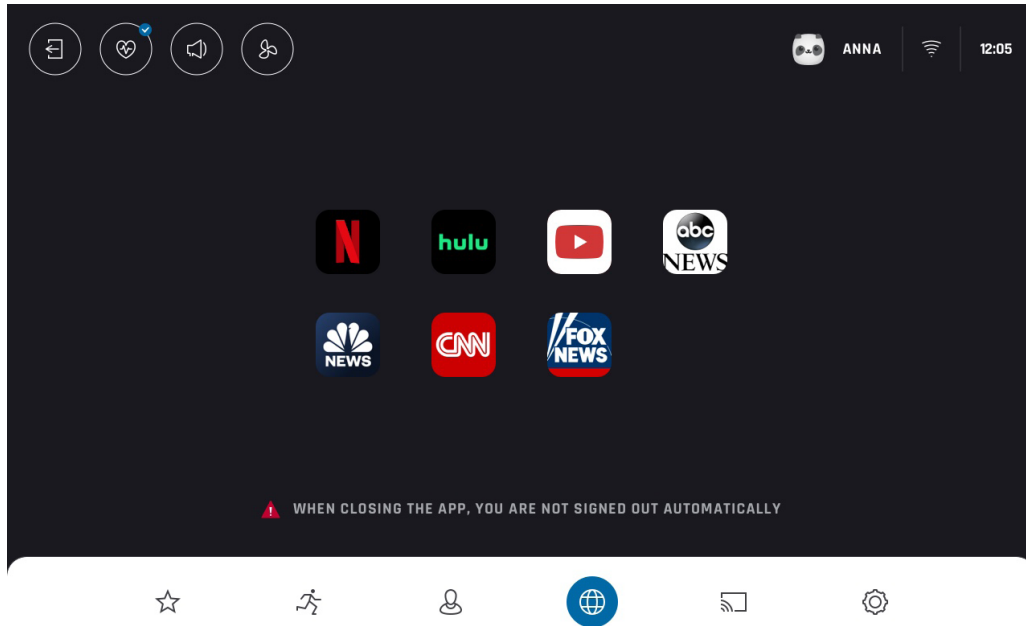 ANNA
12:05
N
hulu
abc
NEWS
NEWS
CNN
FOX
NEWS
WHEN CLOSING THE APP, YOU ARE NOT SIGNED OUT AUTOMATICALLY